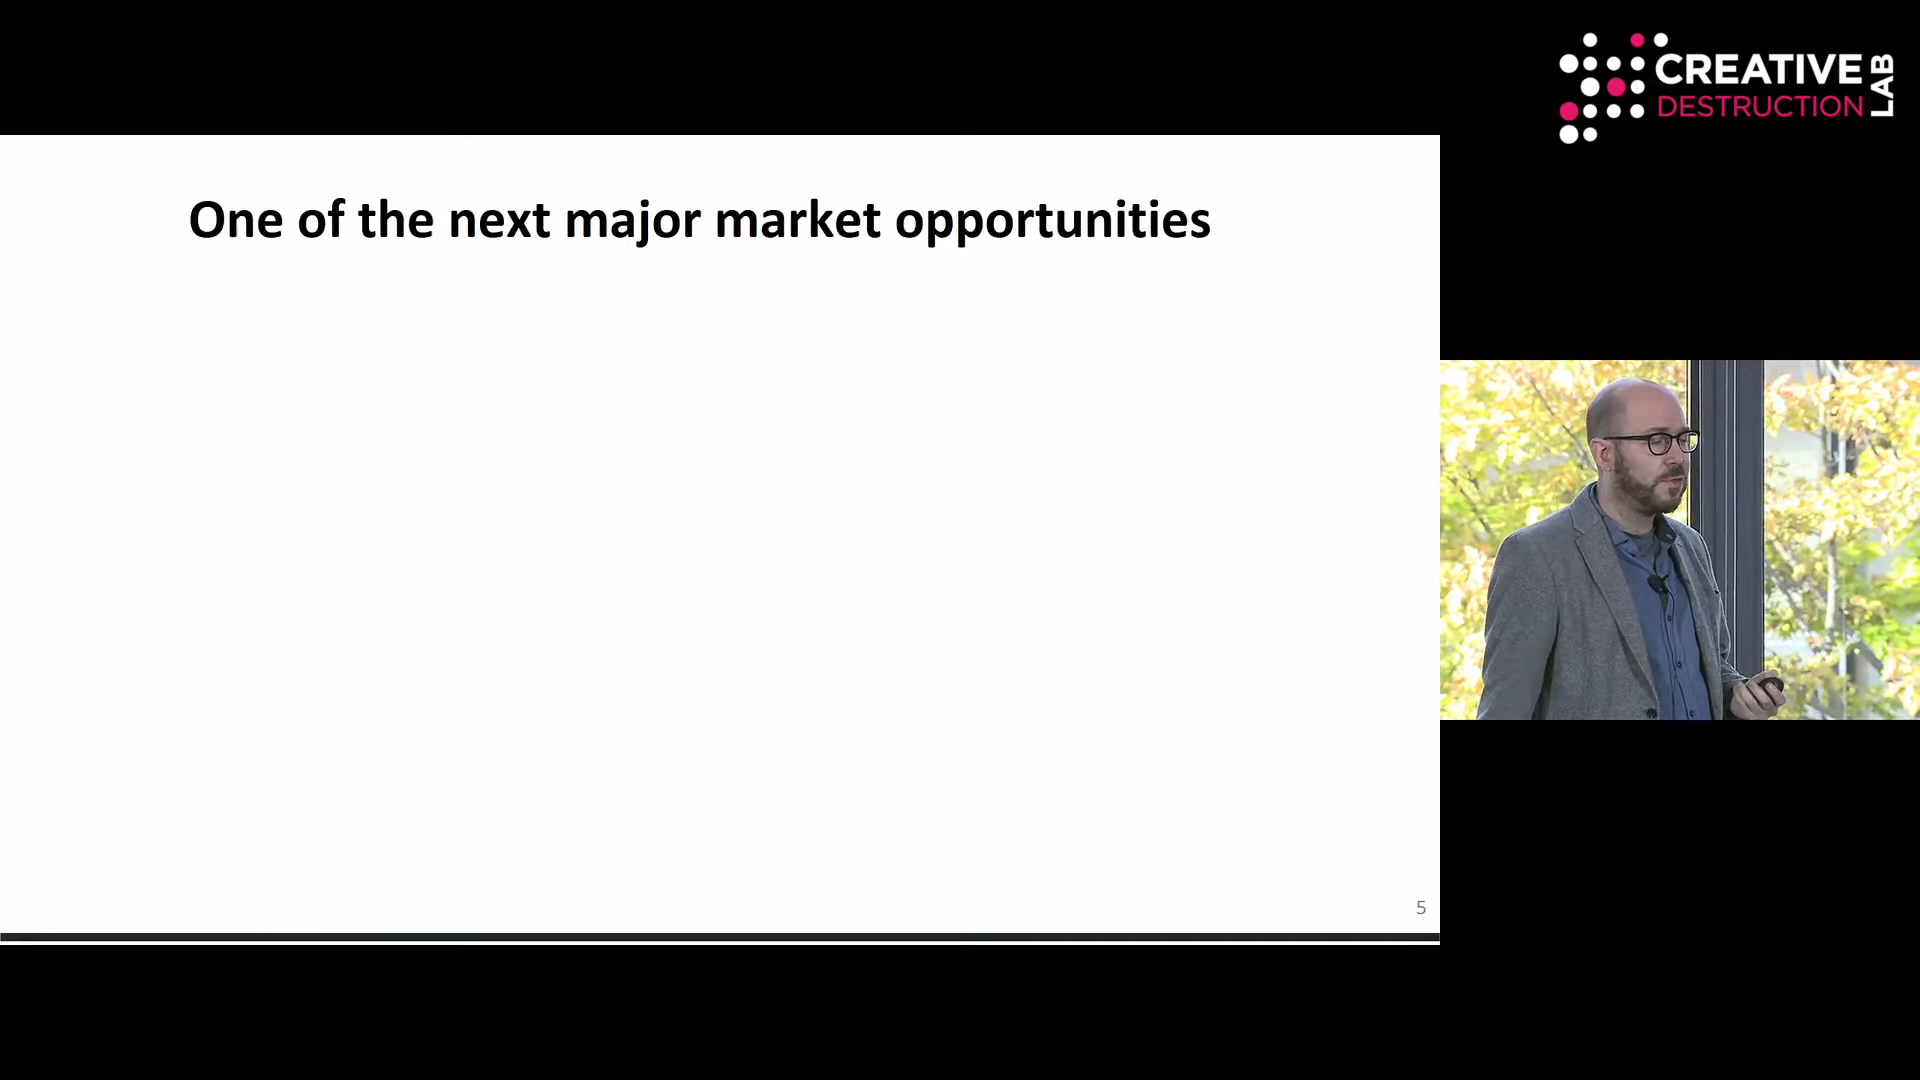 CREATIVE
DESTRUCTION
LAB
One of the next major market opportunities
5